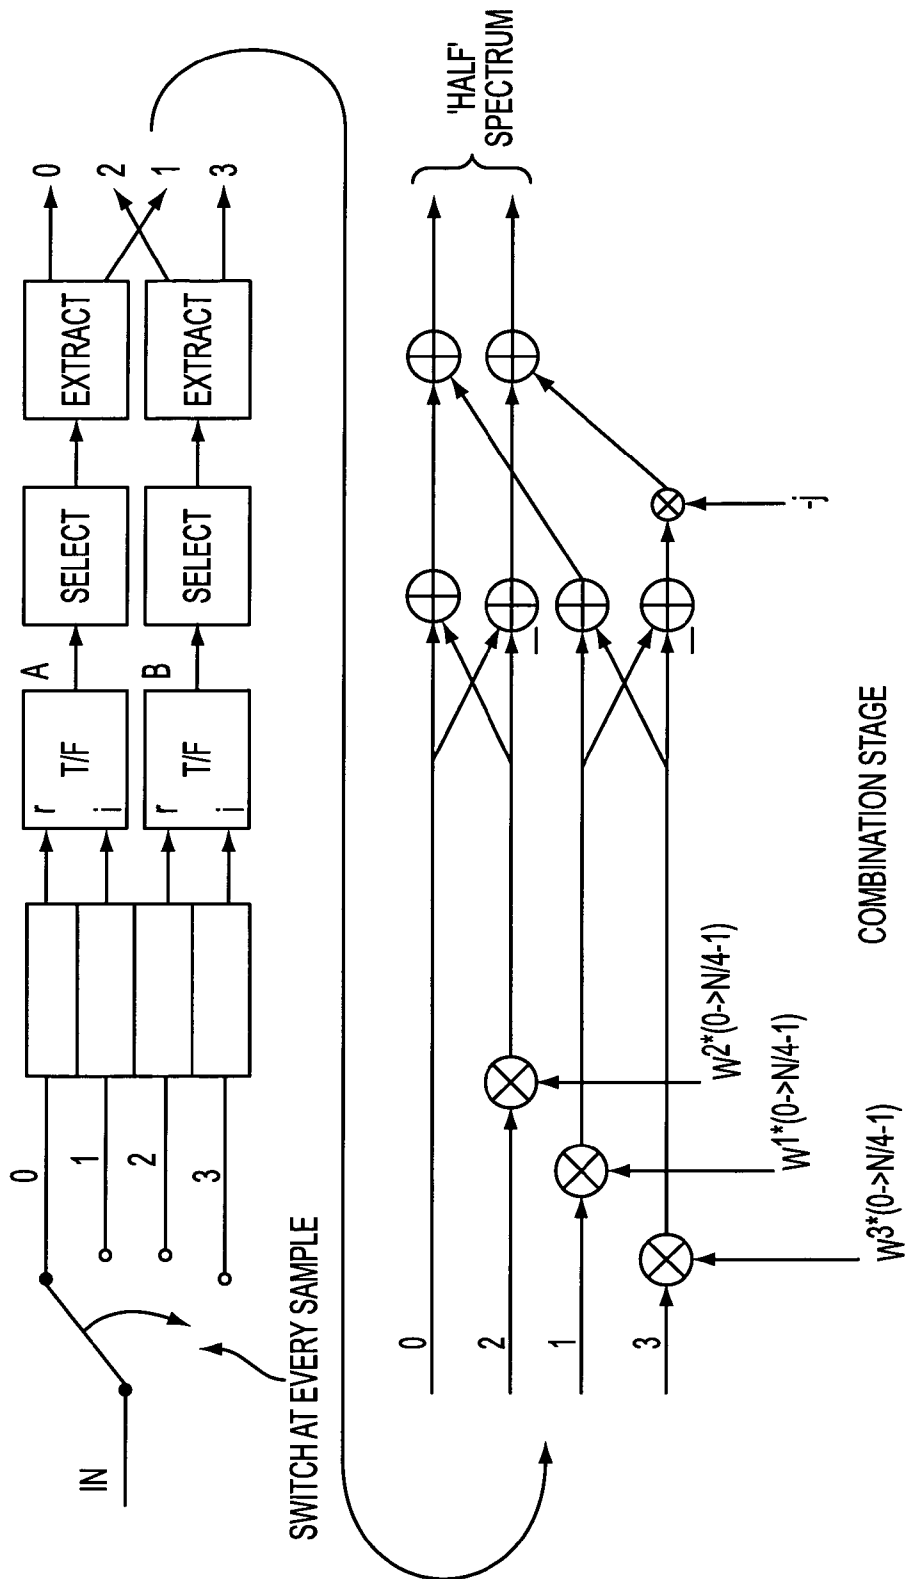 IN
SWITCH AT EVERY SAMPLE
0
1
2
3
r
i
T/F
r
i
T/F
A
B
SELECT
SELECT
EXTRACT
EXTRACT
0
2
1
3
0
2
1
3
W3*(0->N/4-1)
W1*(0->N/4-1)
W2*(0->N/4-1)
-j
'HALF'
SPECTRUM
COMBINATION STAGE